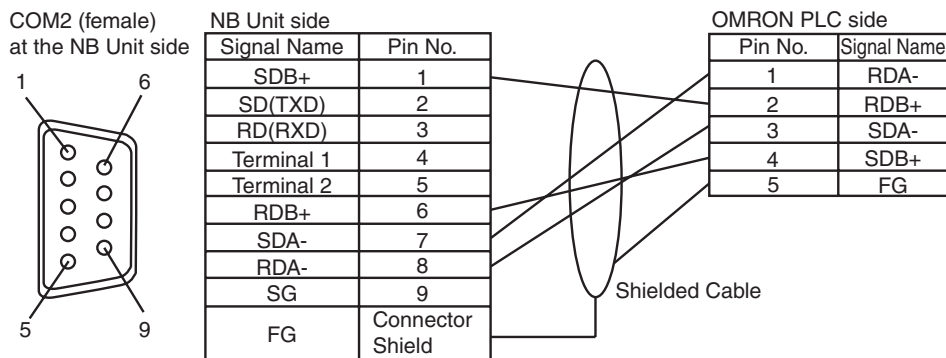 COM2 (female)
at the NB Unit side
1
6
5
9
NB Unit side
Signal Name Pin No.
SDB+ 1
SD(TXD) 2
RD(RXD) 3
Terminal 1 4
Terminal 2 5
RDB+ 6
SDA- 7
RDA- 8
SG 9
FG Connector
Shield
Shielded Cable
OMRON PLC side
Pin No. Signal Name
1 RDA-
2 RDB+
3 SDA-
4 SDB+
5 FG